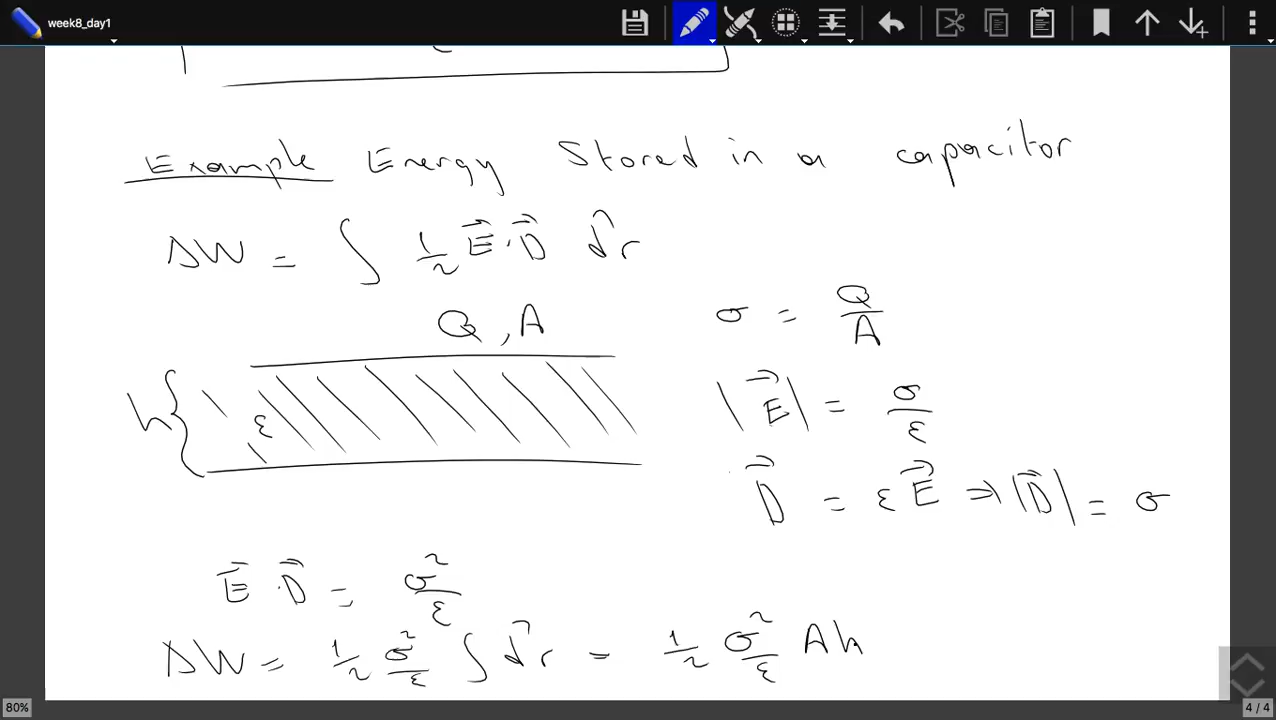 week8_day1
Example Energy Stored in a capacitor
ΔW = ∫ 1/2 E⃗·D⃗ d³r
Q, A
σ = Q/A
h { ε
|E⃗| = σ/ε
D⃗ = εE⃗ ⇒ |D⃗| = σ
E⃗·D⃗ = σ²/ε
ΔW = 1/2 σ²/ε ∫ d³r = 1/2 σ²/ε Ah
80%
4 / 4